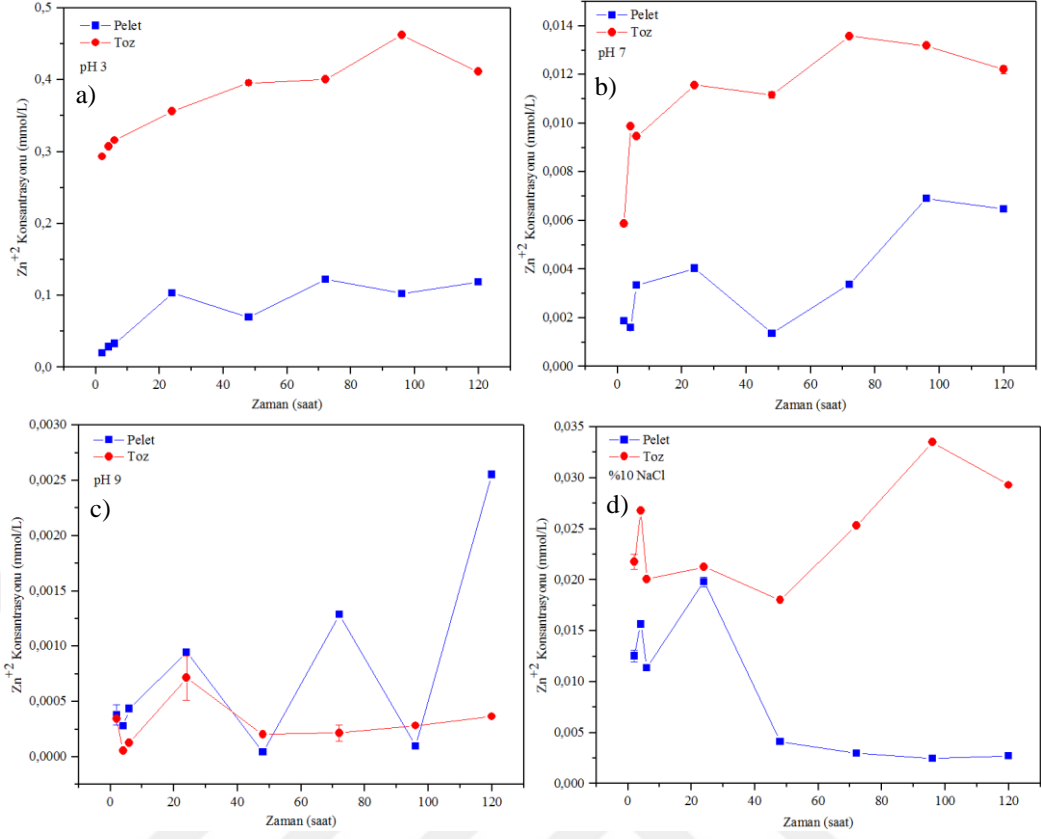 0,5
0,4
0,3
0,2
0,1
0,0
Pelet
Toz
pH 3
a)
Zn+2 Konsantrasyonu (mmol/L)
0 20 40 60 80 100 120
Zaman (saat)
0,014
0,012
0,010
0,008
0,006
0,004
0,002
0,000
Pelet
Toz
pH 7
b)
Zn+2 Konsantrasyonu (mmol/L)
0 20 40 60 80 100 120
Zaman (saat)
0,0030
0,0025
0,0020
0,0015
0,0010
0,0005
0,0000
Pelet
Toz
pH 9
c)
Zn+2 Konsantrasyonu (mmol/L)
0 20 40 60 80 100 120
Zaman (saat)
0,035
0,030
0,025
0,020
0,015
0,010
0,005
0,000
Pelet
Toz
%10 NaCl
d)
Zn+2 Konsantrasyonu (mmol/L)
0 20 40 60 80 100 120
Zaman (saat)